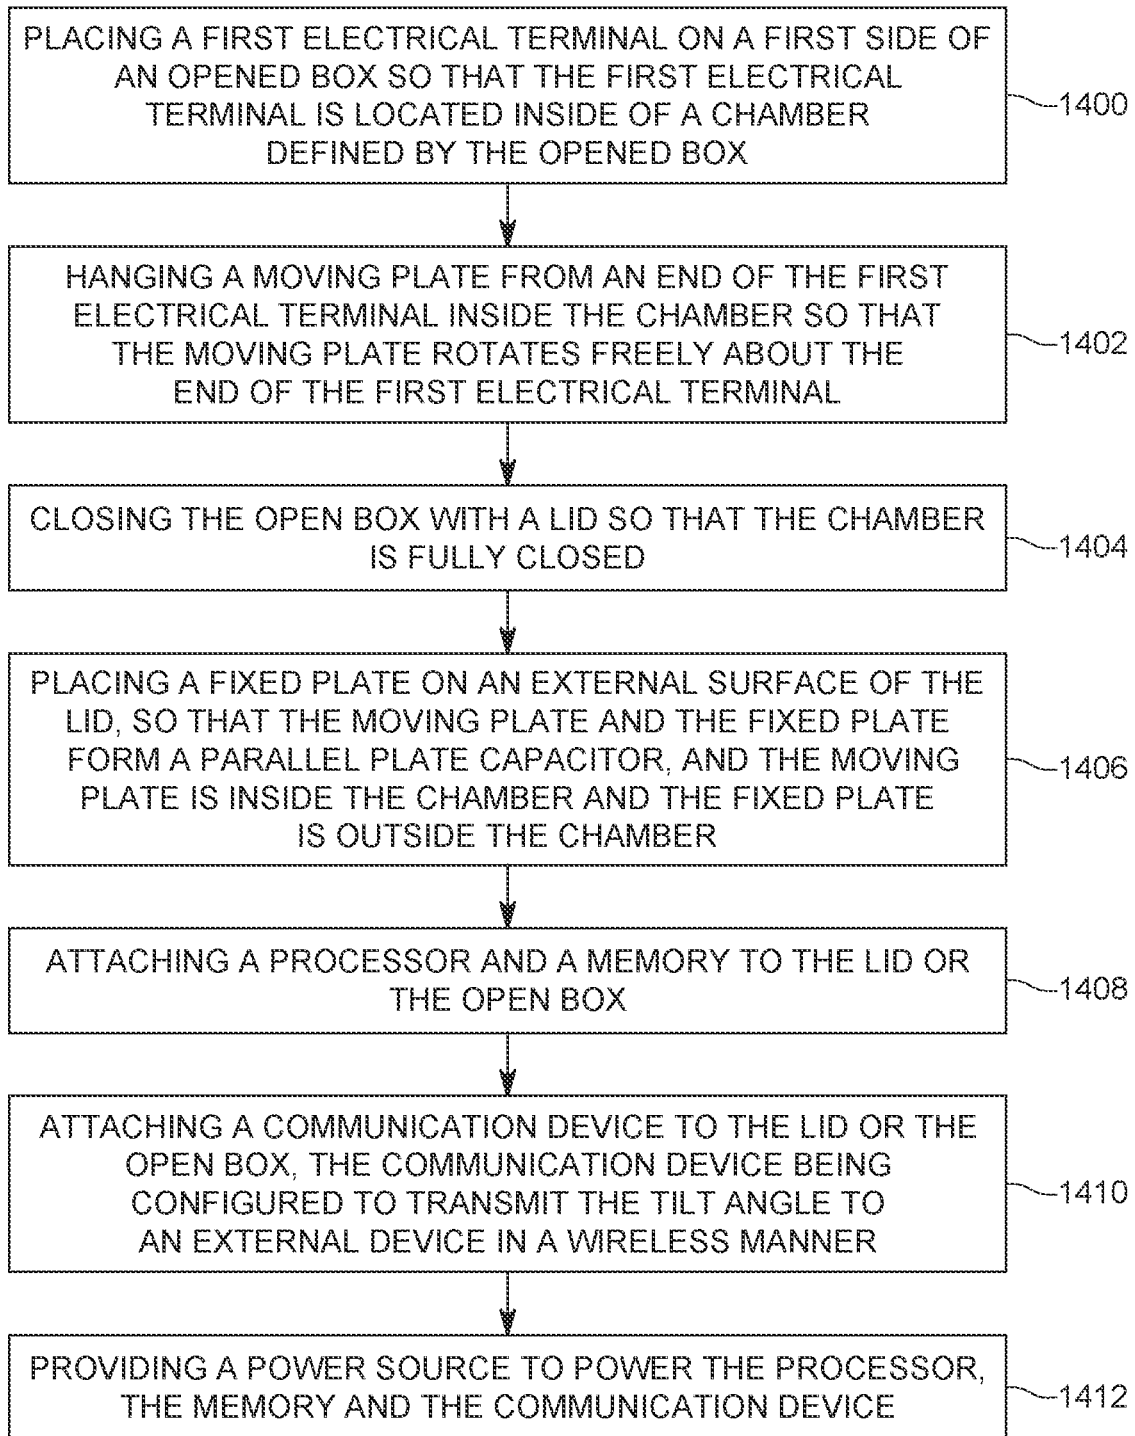 PLACING A FIRST ELECTRICAL TERMINAL ON A FIRST SIDE OF
AN OPENED BOX SO THAT THE FIRST ELECTRICAL
TERMINAL IS LOCATED INSIDE OF A CHAMBER
DEFINED BY THE OPENED BOX
1400
HANGING A MOVING PLATE FROM AN END OF THE FIRST
ELECTRICAL TERMINAL INSIDE THE CHAMBER SO THAT
THE MOVING PLATE ROTATES FREELY ABOUT THE
END OF THE FIRST ELECTRICAL TERMINAL
1402
CLOSING THE OPEN BOX WITH A LID SO THAT THE CHAMBER
IS FULLY CLOSED
1404
PLACING A FIXED PLATE ON AN EXTERNAL SURFACE OF THE
LID, SO THAT THE MOVING PLATE AND THE FIXED PLATE
FORM A PARALLEL PLATE CAPACITOR, AND THE MOVING
PLATE IS INSIDE THE CHAMBER AND THE FIXED PLATE
IS OUTSIDE THE CHAMBER
1406
ATTACHING A PROCESSOR AND A MEMORY TO THE LID OR
THE OPEN BOX
1408
ATTACHING A COMMUNICATION DEVICE TO THE LID OR THE
OPEN BOX, THE COMMUNICATION DEVICE BEING
CONFIGURED TO TRANSMIT THE TILT ANGLE TO
AN EXTERNAL DEVICE IN A WIRELESS MANNER
1410
PROVIDING A POWER SOURCE TO POWER THE PROCESSOR,
THE MEMORY AND THE COMMUNICATION DEVICE
1412